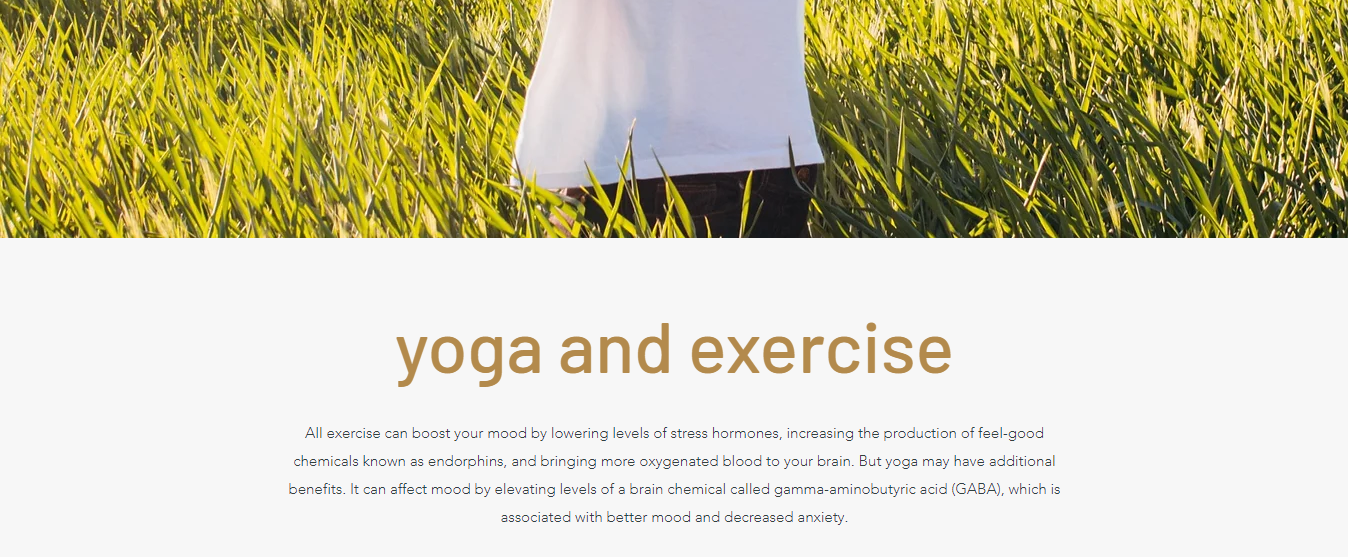 yoga and exercise
All exercise can boost your mood by lowering levels of stress hormones, increasing the production of feel-good
chemicals known as endorphins, and bringing more oxygenated blood to your brain. But yoga may have additional
benefits. It can affect mood by elevating levels of a brain chemical called gamma-aminobutyric acid (GABA), which is
associated with better mood and decreased anxiety.